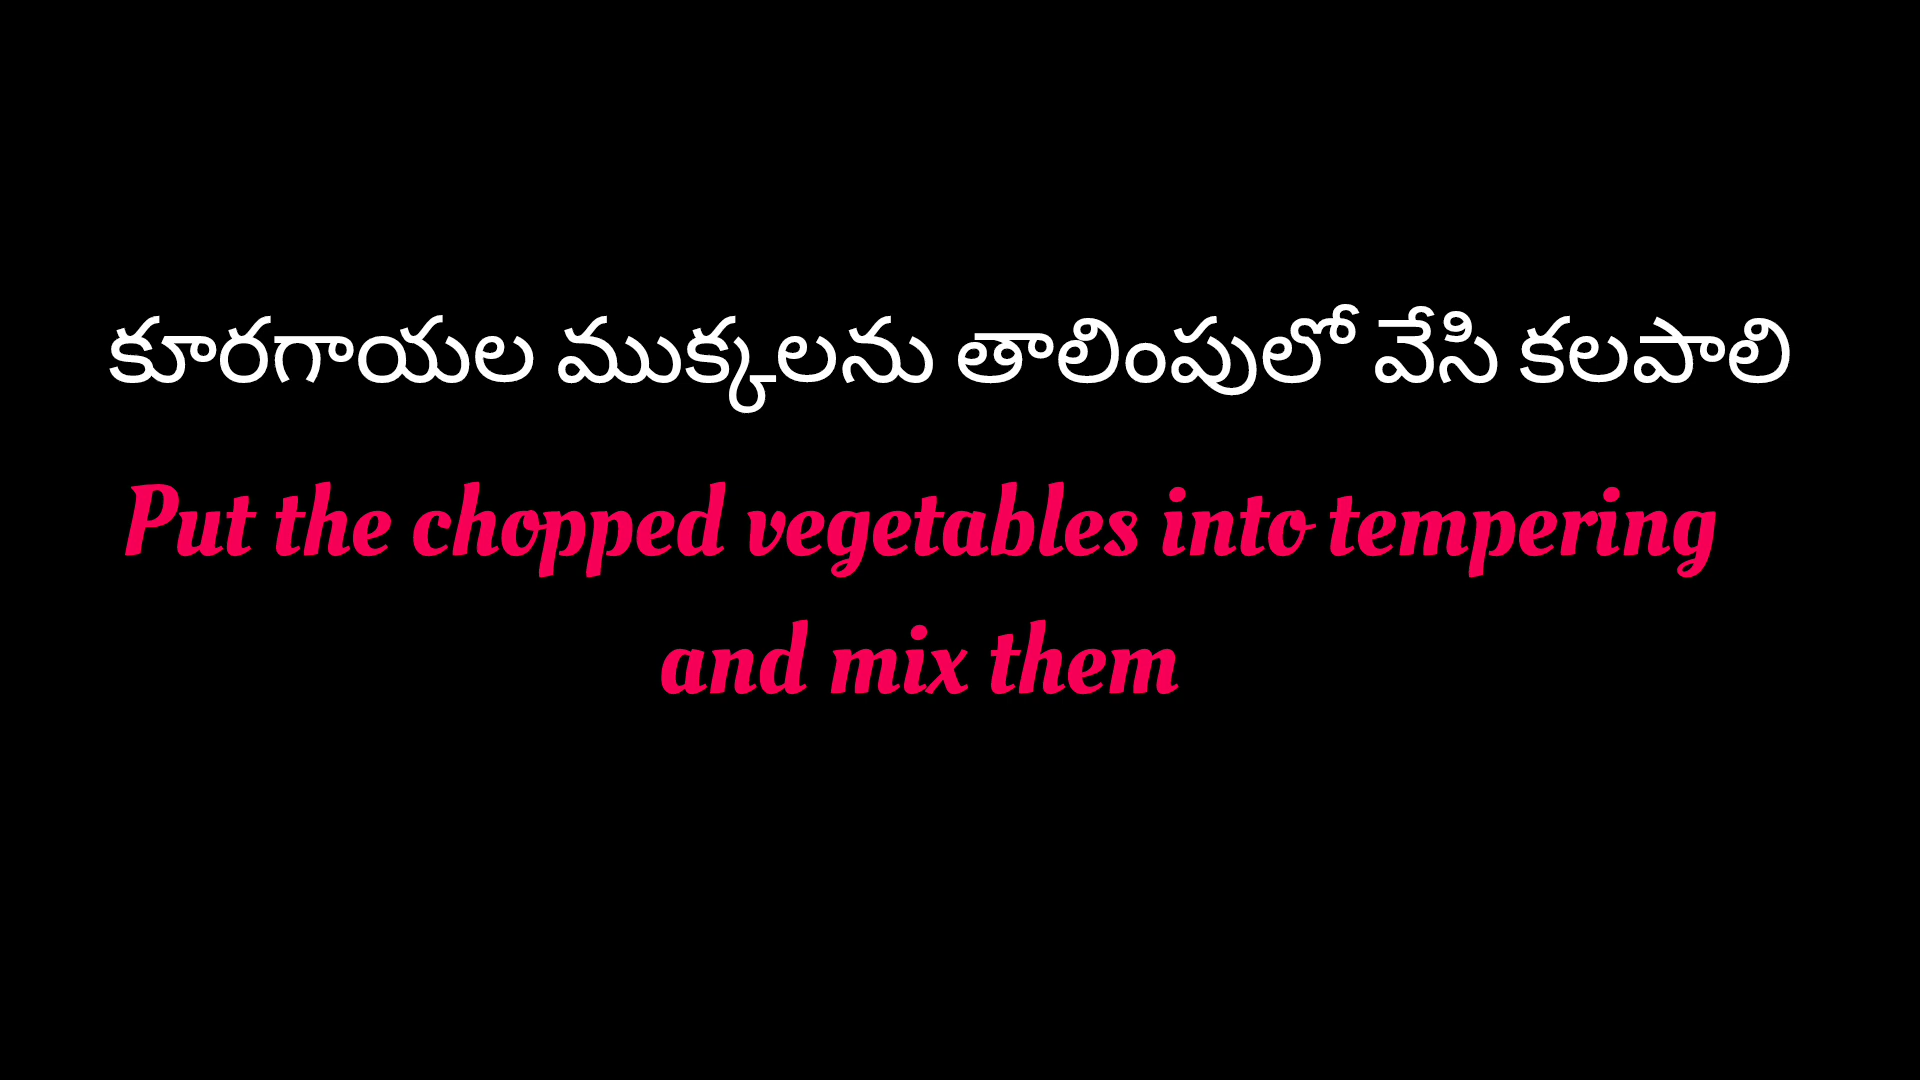 కూరగాయల ముక్కలను తాలింపులో వేసి కలపాలి
Put the chopped vegetables into tempering
and mix them